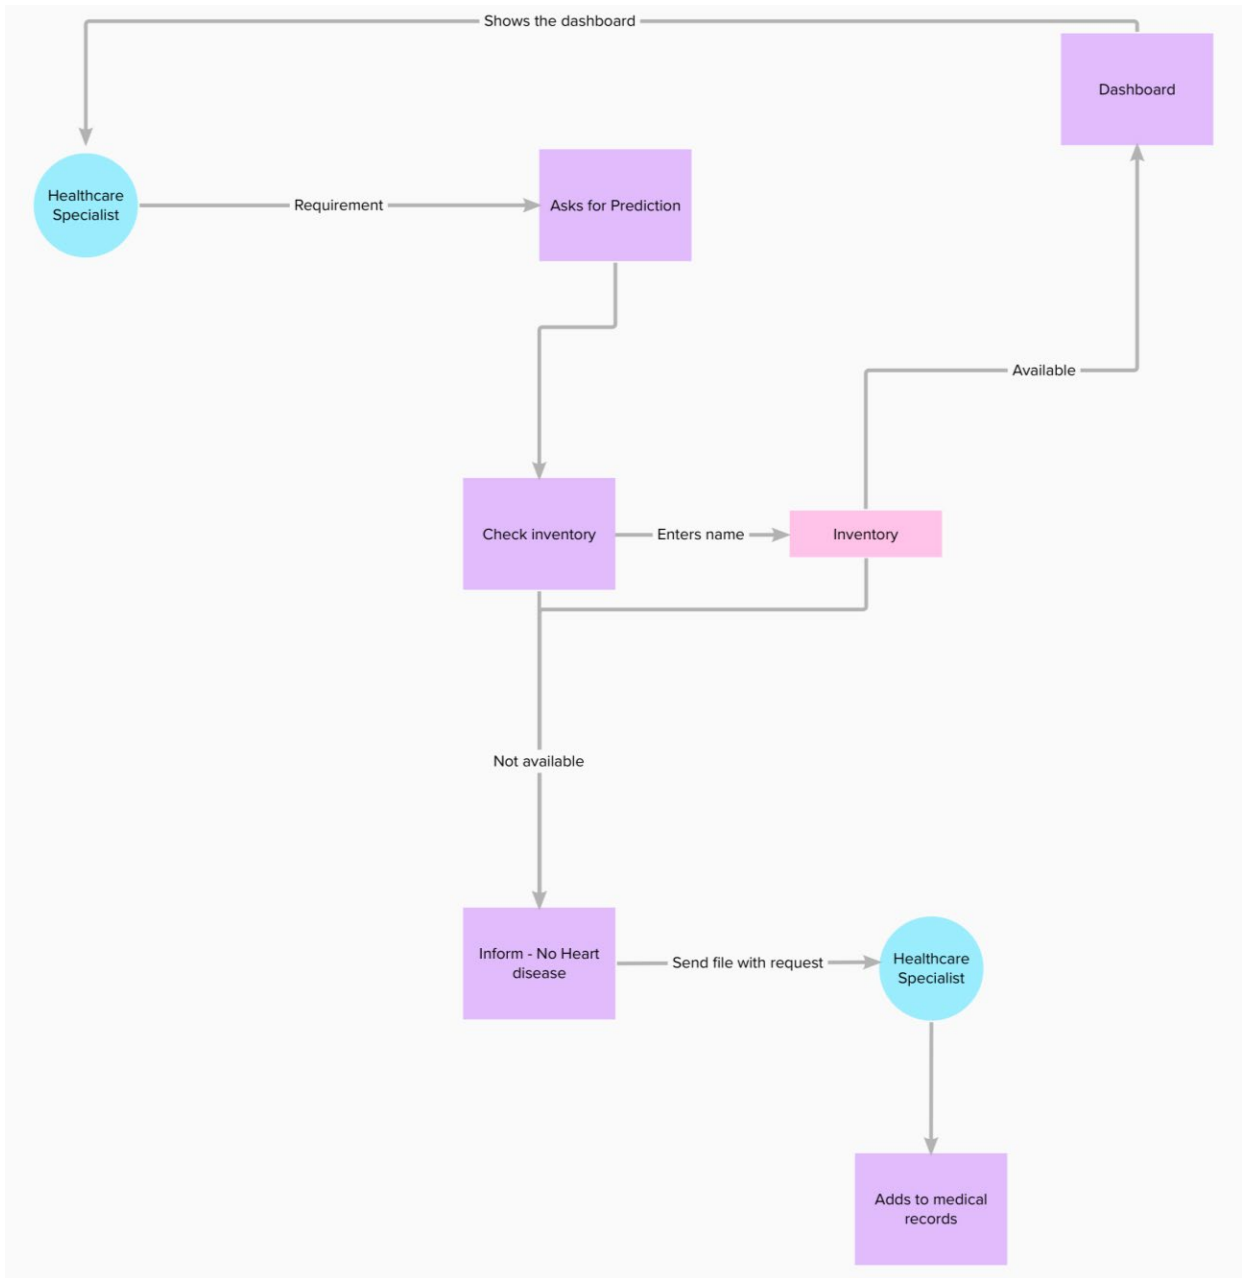 Shows the dashboard
Dashboard
Healthcare
Specialist
Requirement
Asks for Prediction
Available
Check inventory
Enters name
Inventory
Not available
Inform - No Heart
disease
Send file with request
Healthcare
Specialist
Adds to medical
records